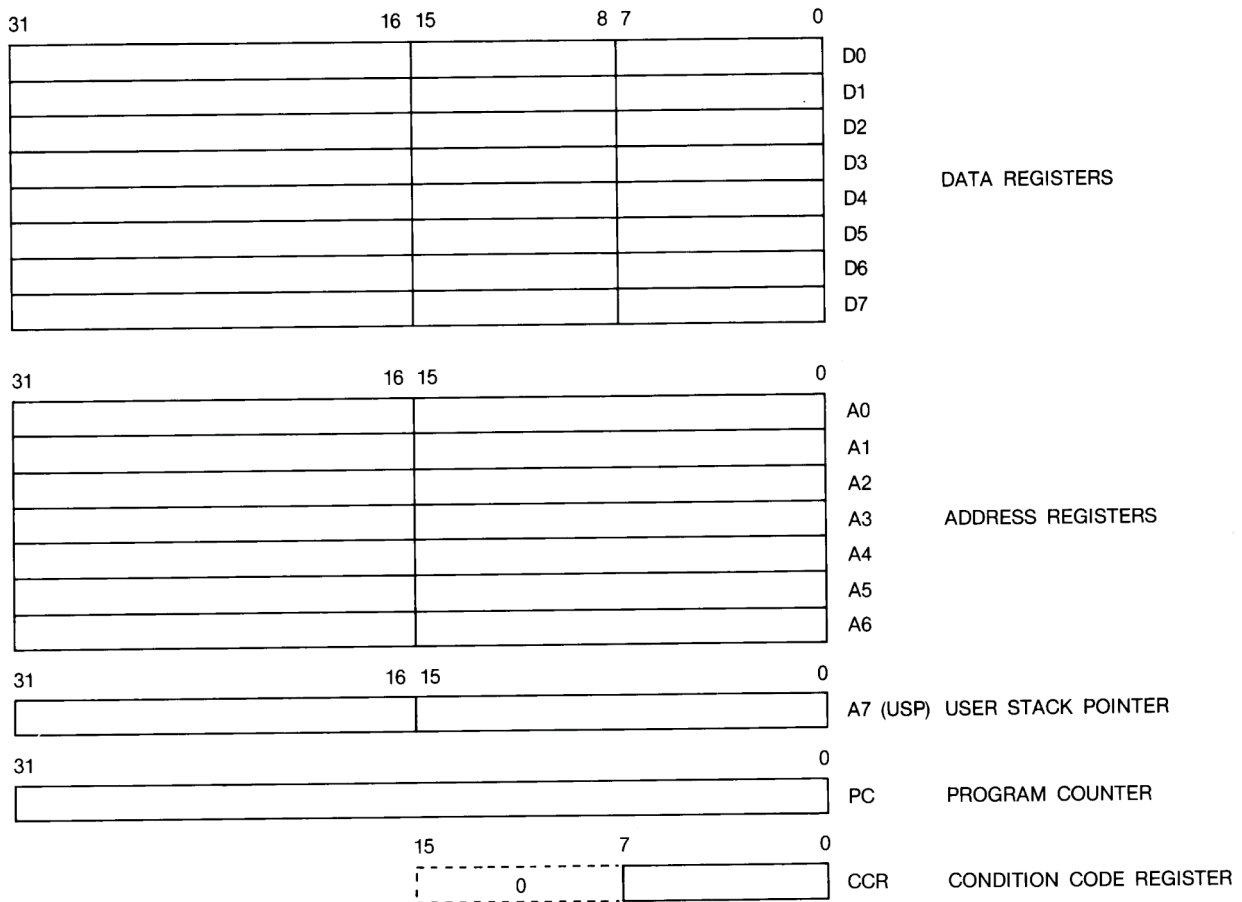 31 16 15 8 7 0
D0
D1
D2
D3
DATA REGISTERS
D4
D5
D6
D7
31 16 15 0
A0
A1
A2
A3 ADDRESS REGISTERS
A4
A5
A6
31 16 15 0
A7 (USP) USER STACK POINTER
31 0
PC PROGRAM COUNTER
15 7 0
0 CCR CONDITION CODE REGISTER